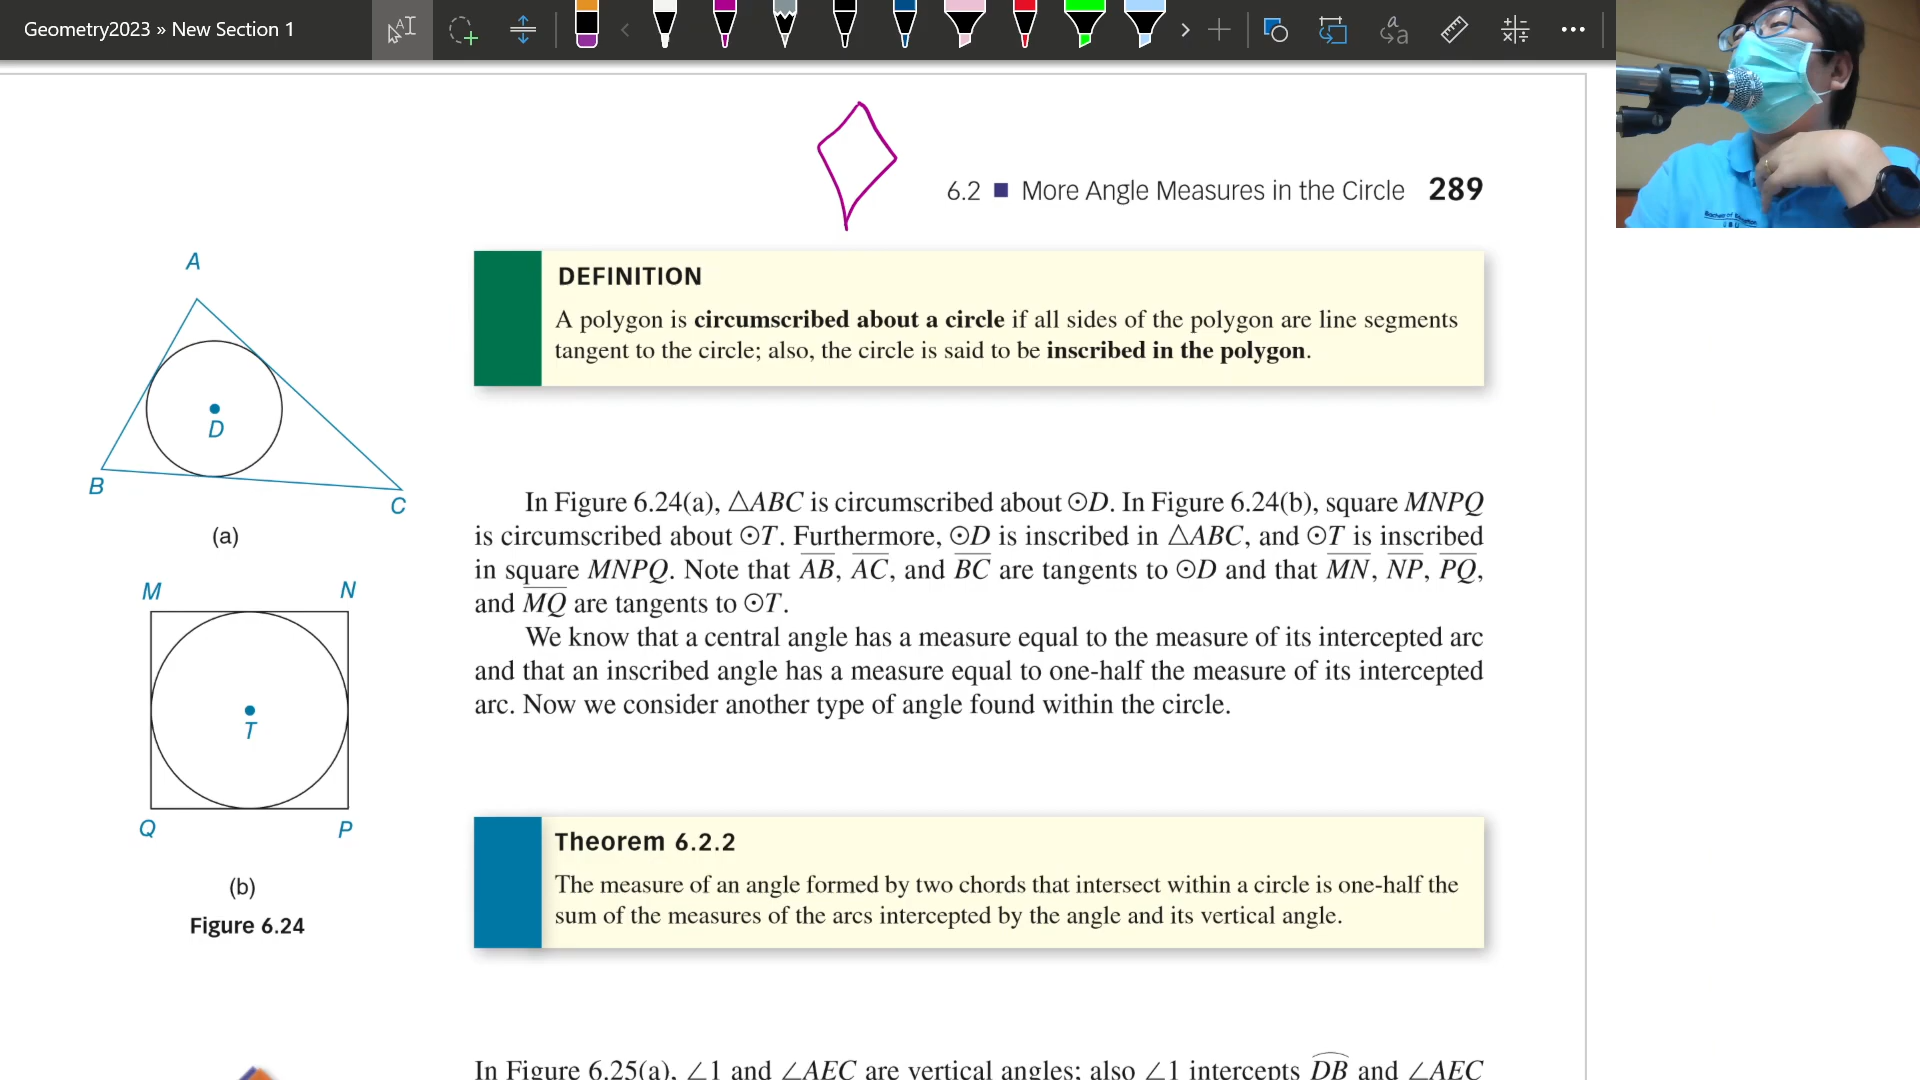 Geometry2023 » New Section 1
6.2 ■ More Angle Measures in the Circle 289
A
D
B
C
(a)
M
N
T
Q
P
(b)
Figure 6.24
DEFINITION
A polygon is circumscribed about a circle if all sides of the polygon are line segments
tangent to the circle; also, the circle is said to be inscribed in the polygon.
In Figure 6.24(a), △ABC is circumscribed about ⊙D. In Figure 6.24(b), square MNPQ
is circumscribed about ⊙T. Furthermore, ⊙D is inscribed in △ABC, and ⊙T is inscribed
in square MNPQ. Note that A̅B̅, A̅C̅, and B̅C̅ are tangents to ⊙D and that M̅N̅, N̅P̅, P̅Q̅,
and M̅Q̅ are tangents to ⊙T.
We know that a central angle has a measure equal to the measure of its intercepted arc
and that an inscribed angle has a measure equal to one-half the measure of its intercepted
arc. Now we consider another type of angle found within the circle.
Theorem 6.2.2
The measure of an angle formed by two chords that intersect within a circle is one-half the
sum of the measures of the arcs intercepted by the angle and its vertical angle.
In Figure 6.25(a), ∠1 and ∠AEC are vertical angles; also ∠1 intercepts D͡B and ∠AEC